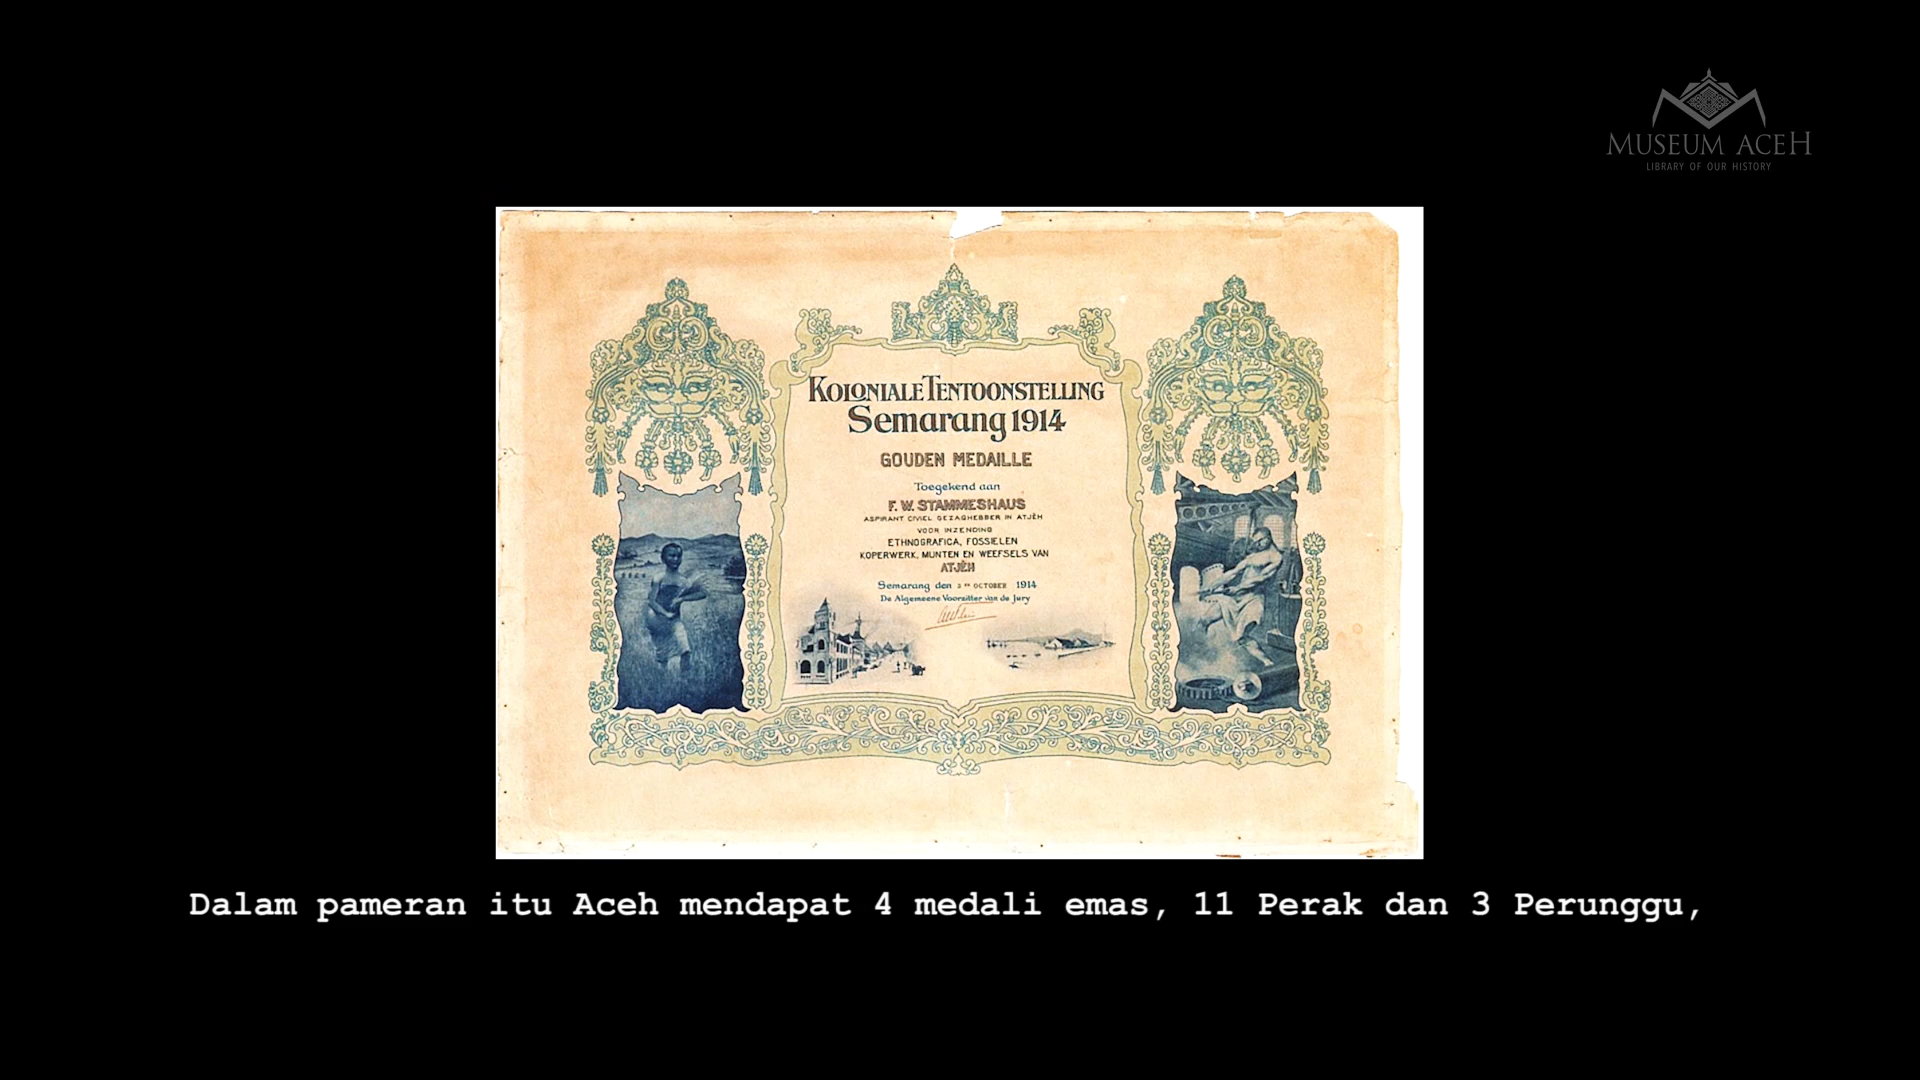 MUSEUM ACEH
LIBRARY OF OUR HISTORY
KOLONIALE TENTOONSTELLING
Semarang 1914
GOUDEN MEDAILLE
Toegekend aan
F. W. STAMMESHAUS
ASPIRANT CIVIEL GEZAGHEBBER IN ATJÈH
VOOR INZENDING
ETHNOGRAFICA, FOSSIELEN
KOPERWERK, MUNTEN EN WEEFSELS VAN
ATJÈH
Semarang den OCTOBER 1914
De Algemeene Voorzitter van de Jury
Dalam pameran itu Aceh mendapat 4 medali emas, 11 Perak dan 3 Perunggu,